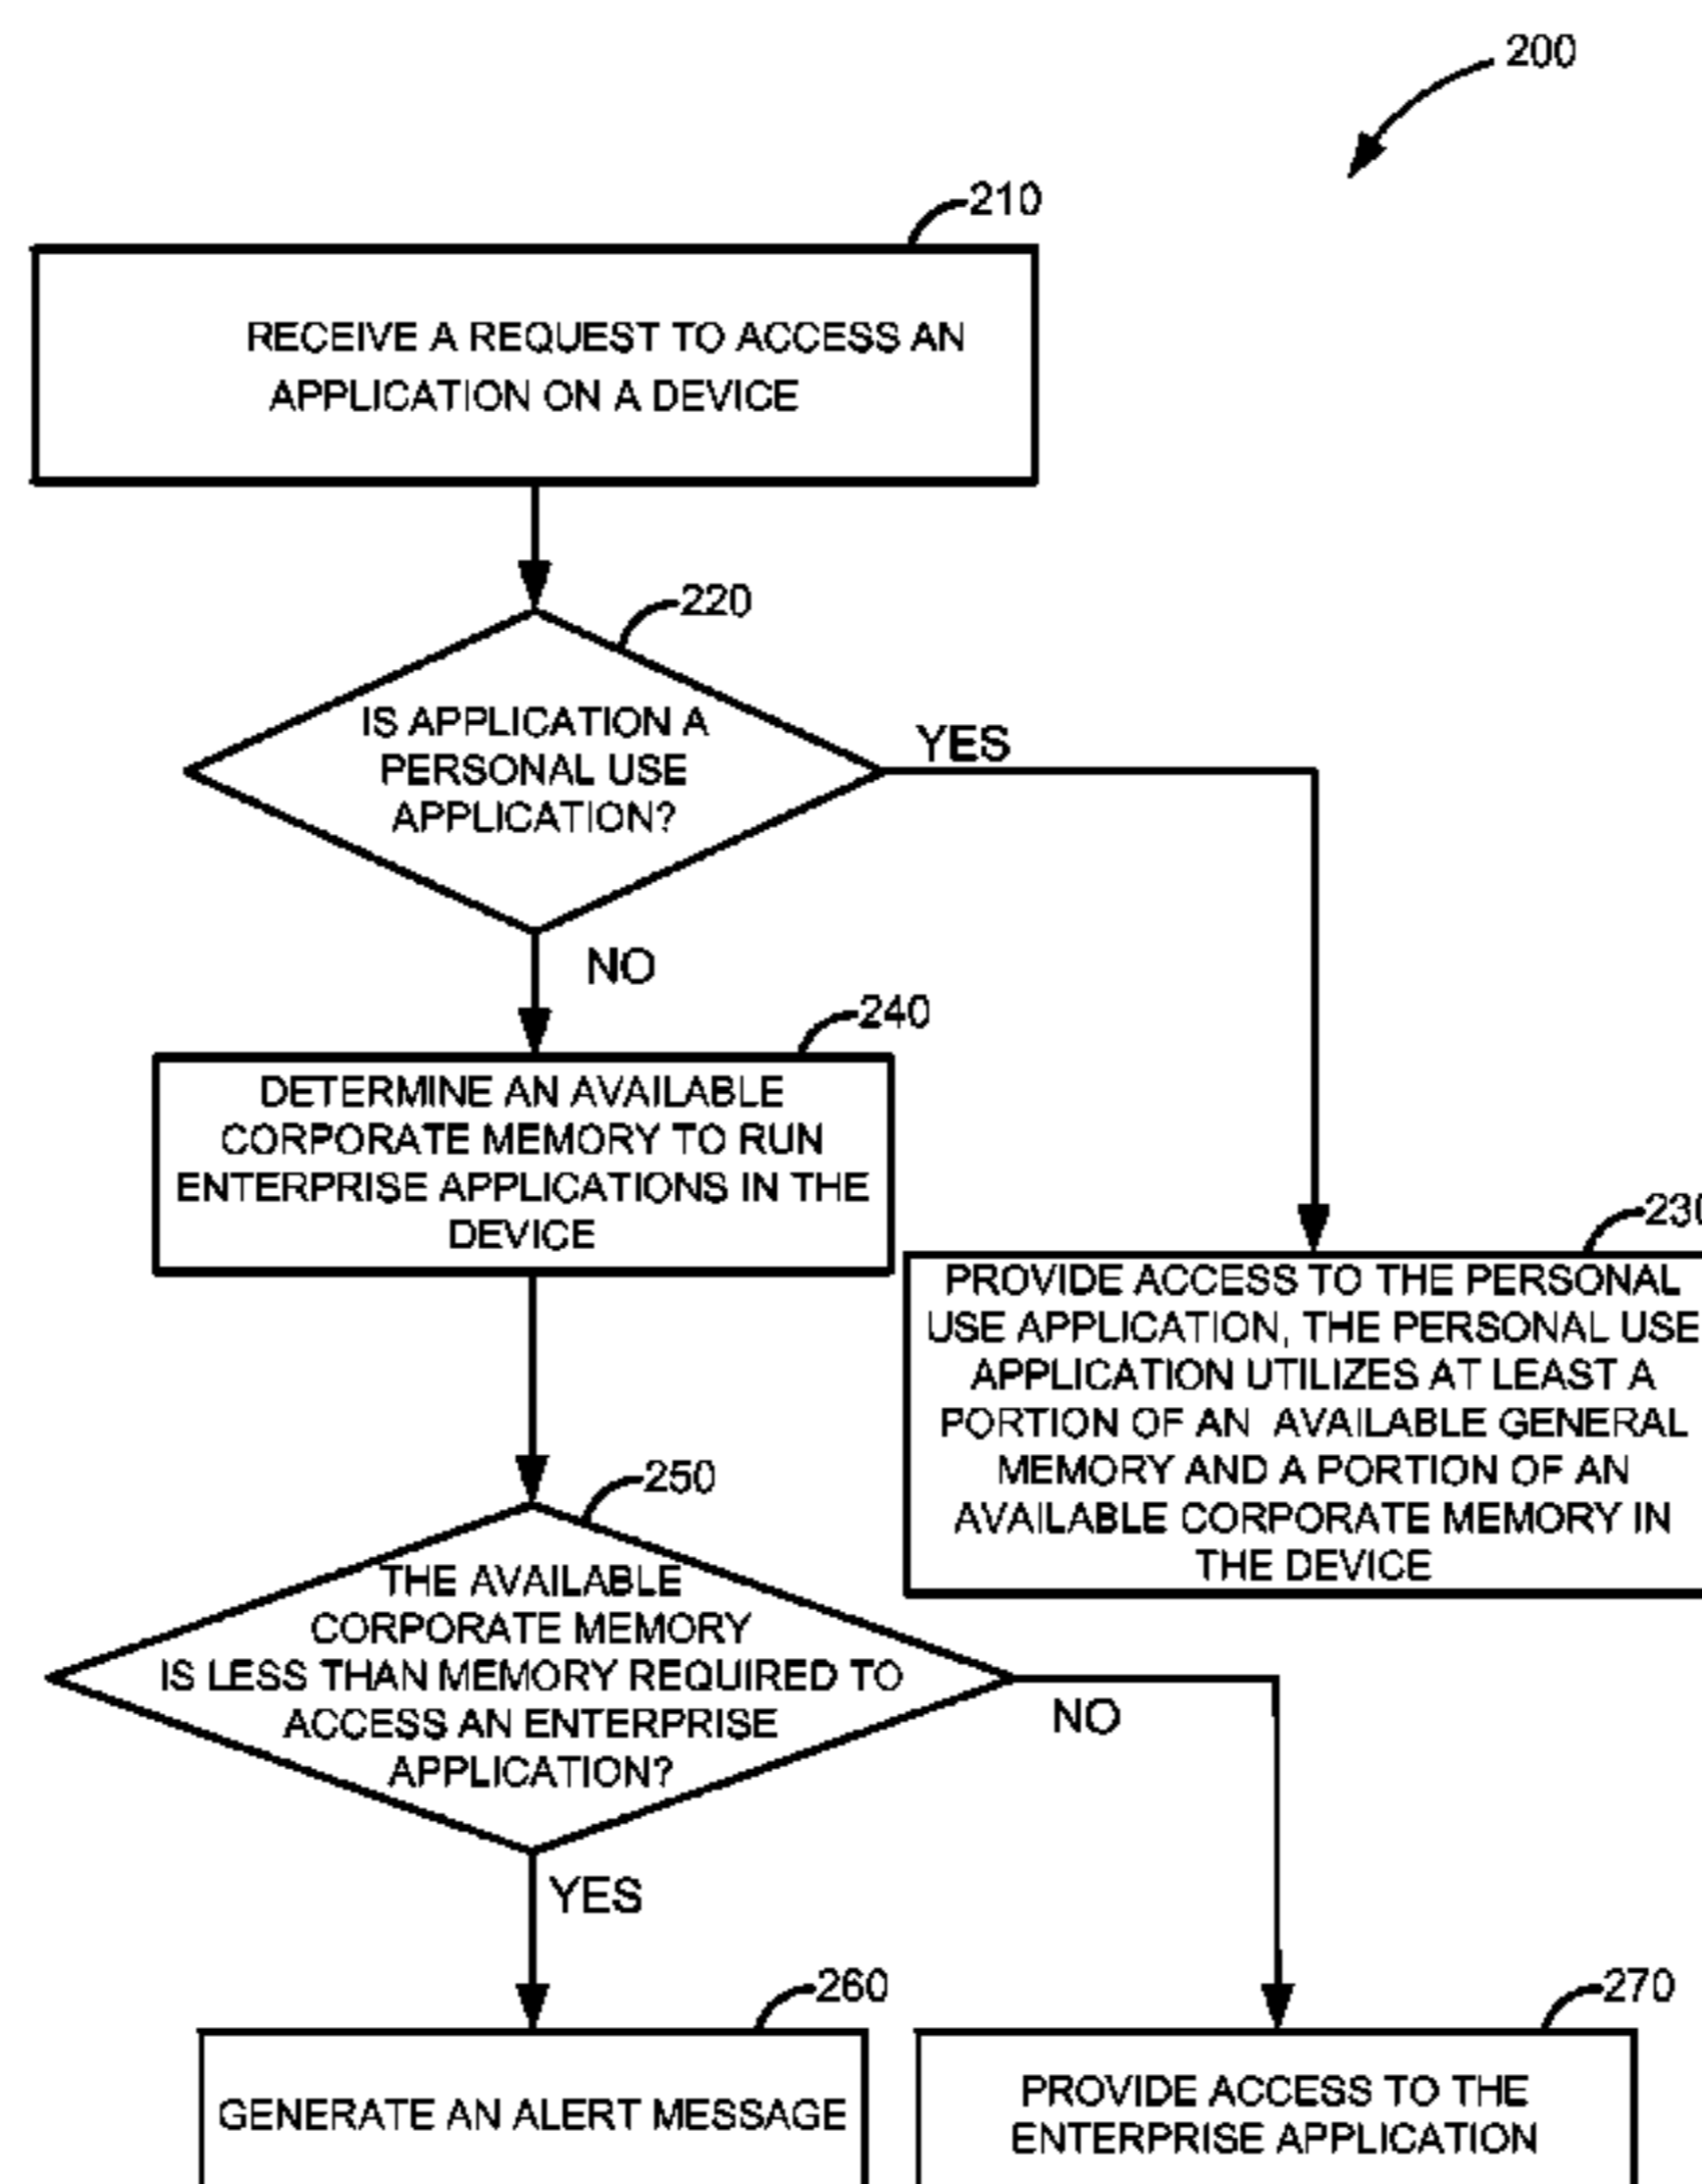 200
210
RECEIVE A REQUEST TO ACCESS AN
APPLICATION ON A DEVICE
220
IS APPLICATION A
PERSONAL USE
APPLICATION?
YES
NO
240
DETERMINE AN AVAILABLE
CORPORATE MEMORY TO RUN
ENTERPRISE APPLICATIONS IN THE
DEVICE
230
PROVIDE ACCESS TO THE PERSONAL
USE APPLICATION, THE PERSONAL USE
APPLICATION UTILIZES AT LEAST A
PORTION OF AN AVAILABLE GENERAL
MEMORY AND A PORTION OF AN
AVAILABLE CORPORATE MEMORY IN
THE DEVICE
250
THE AVAILABLE
CORPORATE MEMORY
IS LESS THAN MEMORY REQUIRED TO
ACCESS AN ENTERPRISE
APPLICATION?
NO
YES
260
GENERATE AN ALERT MESSAGE
270
PROVIDE ACCESS TO THE
ENTERPRISE APPLICATION